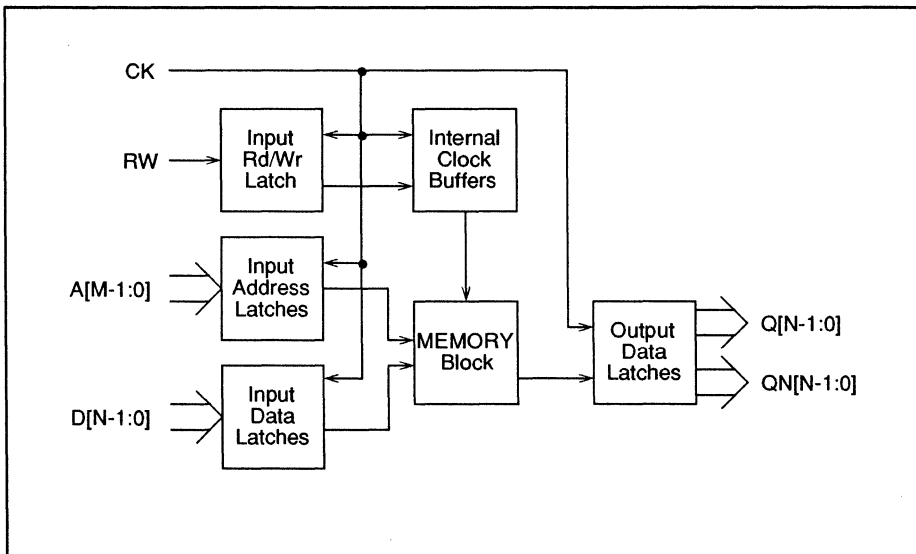 CK
RW
Input
Rd/Wr
Latch
Internal
Clock
Buffers
A[M-1:0]
Input
Address
Latches
MEMORY
Block
Output
Data
Latches
Q[N-1:0]
QN[N-1:0]
D[N-1:0]
Input
Data
Latches